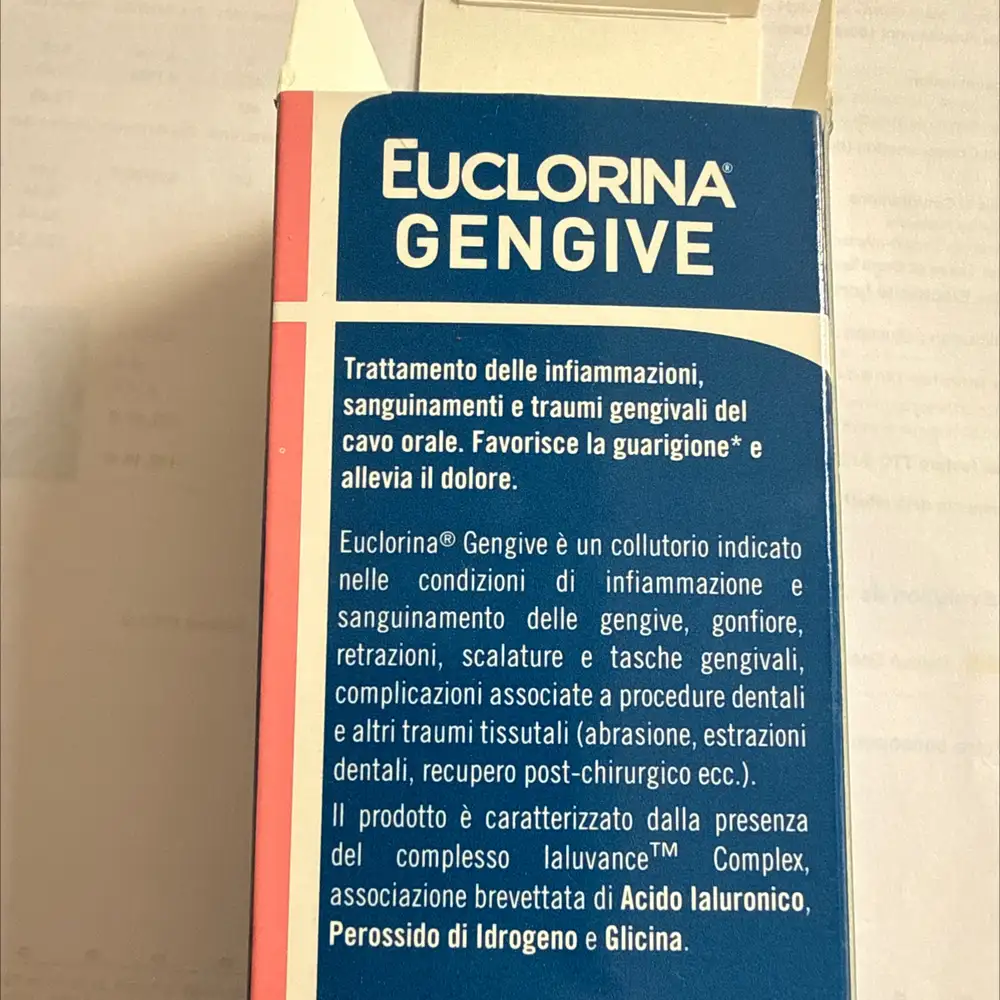 EUCLORINA®
GENGIVE
Trattamento delle infiammazioni,
sanguinamenti e traumi gengivali del
cavo orale. Favorisce la guarigione* e
allevia il dolore.
Euclorina® Gengive è un collutorio indicato
nelle condizioni di infiammazione e
sanguinamento delle gengive, gonfiore,
retrazioni, scalature e tasche gengivali,
complicazioni associate a procedure dentali
e altri traumi tissutali (abrasione, estrazioni
dentali, recupero post-chirurgico ecc.).
Il prodotto è caratterizzato dalla presenza
del complesso Ialuvance™ Complex,
associazione brevettata di Acido Ialuronico,
Perossido di Idrogeno e Glicina.